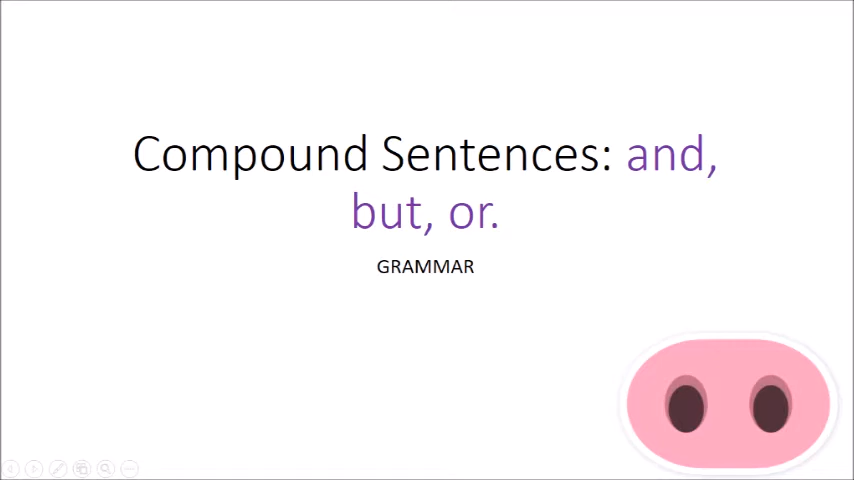 Compound Sentences: and,
but, or.
GRAMMAR